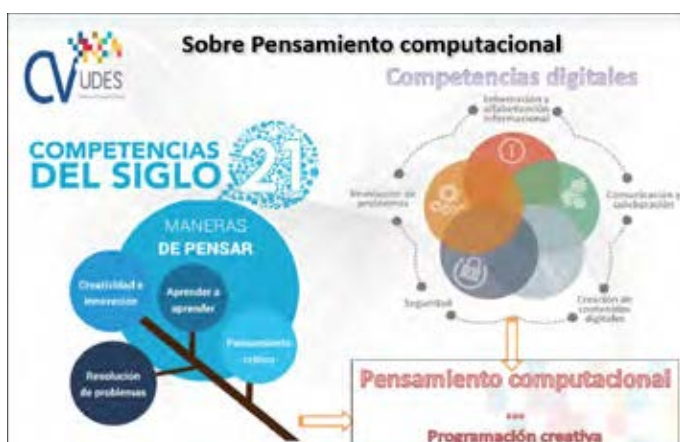 Sobre Pensamiento computacional
CVUDES
Competencias digitales
Información y
alfabetización
informacional
COMPETENCIAS
DEL SIGLO 21
Resolución de
problemas
Comunicación y
colaboración
MANERAS
DE PENSAR
Creatividad e
innovación
Aprender a
aprender
Seguridad
Creación de
contenidos
digitales
Pensamiento
crítico
Resolución
de problemas
Pensamiento computacional
...
Programación creativa